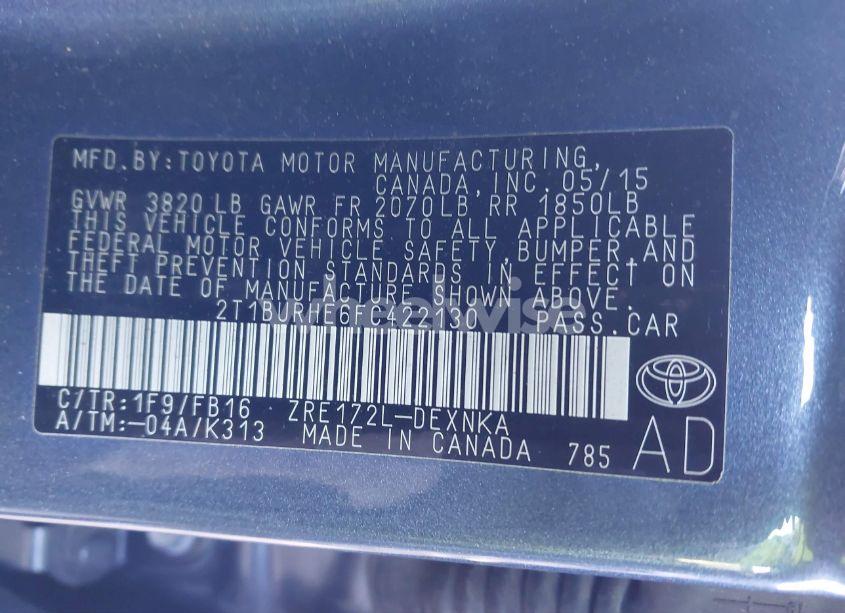 MFD.BY:TOYOTA MOTOR MANUFACTURING,
CANADA,INC.05/15
GVWR 3820LB GAWR FR 2070LB RR 1850LB
THIS VEHICLE CONFORMS TO ALL APPLICABLE
FEDERAL MOTOR VEHICLE SAFETY,BUMPER,AND
THEFT PREVENTION STANDARDS IN EFFECT ON
THE DATE OF MANUFACTURE SHOWN ABOVE.
2T1BURHE6FC422130 PASS.CAR
C/TR:1F9/FB16 ZRE172L-DEXNKA
A/TM:-04A/K313 MADE IN CANADA 785
AD